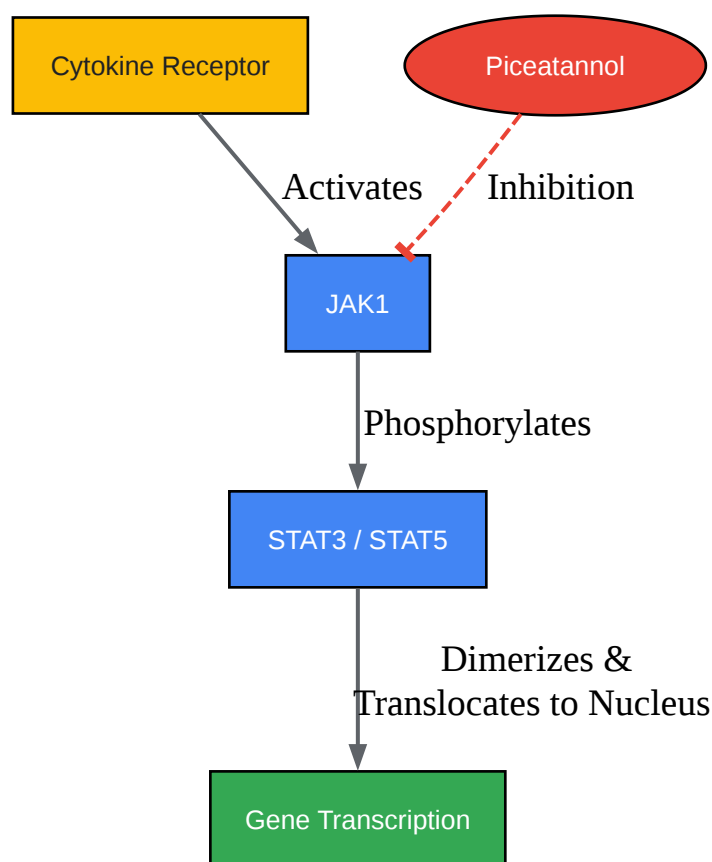 Cytokine Receptor
Piceatannol
Activates
Inhibition
JAK1
Phosphorylates
STAT3 / STAT5
Dimerizes &
Translocates to Nucleus
Gene Transcription